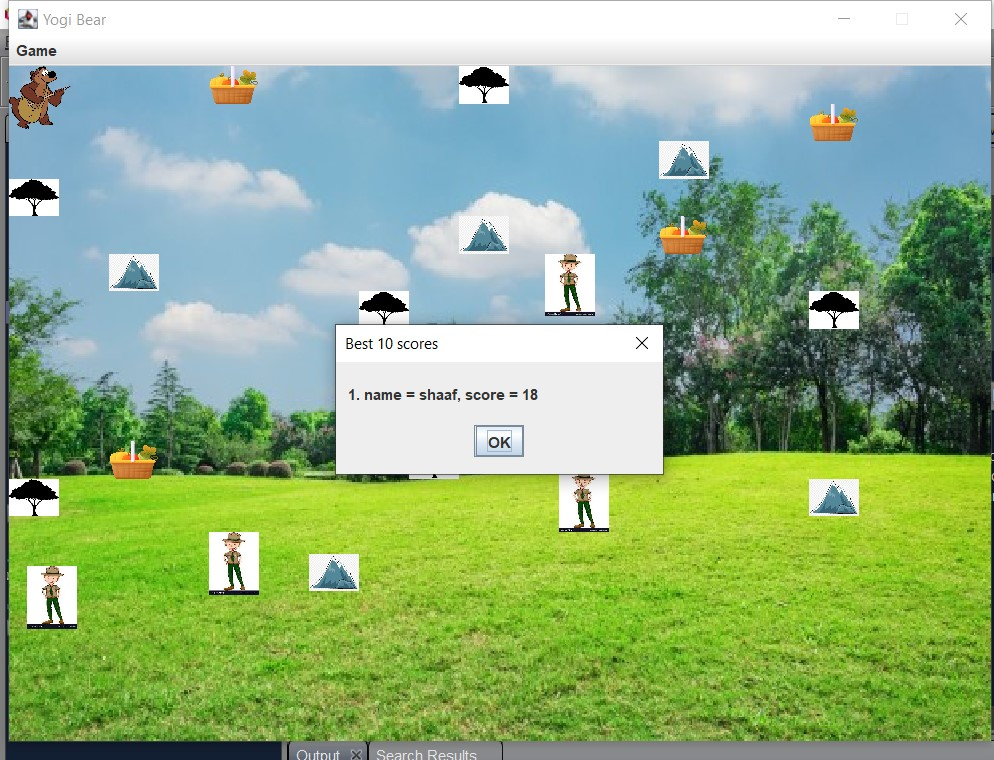 Yogi Bear
Game
Best 10 scores
1. name = shaaf, score = 18
OK
Output
Search Results